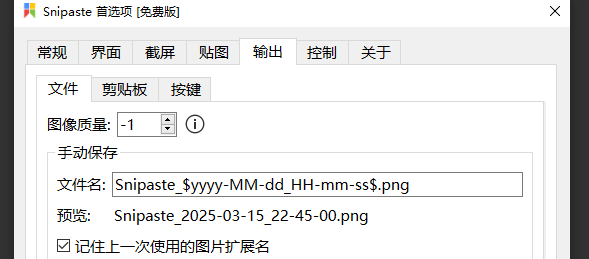 Snipaste 首选项 [免费版]
常规 界面 截屏 贴图 输出 控制 关于
文件 剪贴板 按键
图像质量: -1
手动保存
文件名: Snipaste_$yyyy-MM-dd_HH-mm-ss$.png
预览: Snipaste_2025-03-15_22-45-00.png
记住上一次使用的图片扩展名